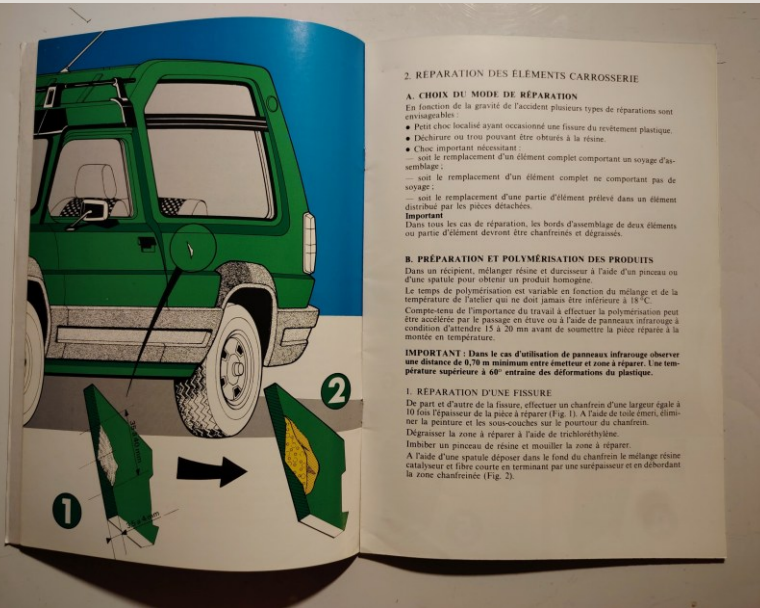 2
1
2. RÉPARATION DES ÉLÉMENTS CARROSSERIE
A. CHOIX DU MODE DE RÉPARATION
En fonction de la gravité de l'accident plusieurs types de réparations sont
envisageables :
● Petit choc localisé ayant occasionné une fissure du revêtement plastique.
● Déchirure ou trou pouvant être obturés à la résine.
● Choc important nécessitant :
— soit le remplacement d'un élément complet comportant un soyage d'as-
semblage ;
— soit le remplacement d'un élément complet ne comportant pas de
soyage ;
— soit le remplacement d'une partie d'élément prélevé dans un élément
distribué par les pièces détachées.
Important
Dans tous les cas de réparation, les bords d'assemblage de deux éléments
ou partie d'élément devront être chanfreinés et dégraissés.
B. PRÉPARATION ET POLYMÉRISATION DES PRODUITS
Dans un récipient, mélanger résine et durcisseur à l'aide d'un pinceau ou
d'une spatule pour obtenir un produit homogène.
Le temps de polymérisation est variable en fonction du mélange et de la
température de l'atelier qui ne doit jamais être inférieure à 18 °C.
Compte-tenu de l'importance du travail à effectuer la polymérisation peut
être accélérée par le passage en étuve ou à l'aide de panneaux infrarouge à
condition d'attendre 15 à 20 mn avant de soumettre la pièce réparée à la
montée en température.
IMPORTANT : Dans le cas d'utilisation de panneaux infrarouge observer
une distance de 0,70 m minimum entre émetteur et zone à réparer. Une tem-
pérature supérieure à 60° entraîne des déformations du plastique.
1. RÉPARATION D'UNE FISSURE
De part et d'autre de la fissure, effectuer un chanfrein d'une largeur égale à
10 fois l'épaisseur de la pièce à réparer (Fig. 1). A l'aide de toile émeri, élimi-
ner la peinture et les sous-couches sur le pourtour du chanfrein.
Dégraisser la zone à réparer à l'aide de trichloréthylène.
Imbiber un pinceau de résine et mouiller la zone à réparer.
A l'aide d'une spatule déposer dans le fond du chanfrein le mélange résine
catalyseur et fibre courte en terminant par une surépaisseur et en débordant
la zone chanfreinée (Fig. 2).